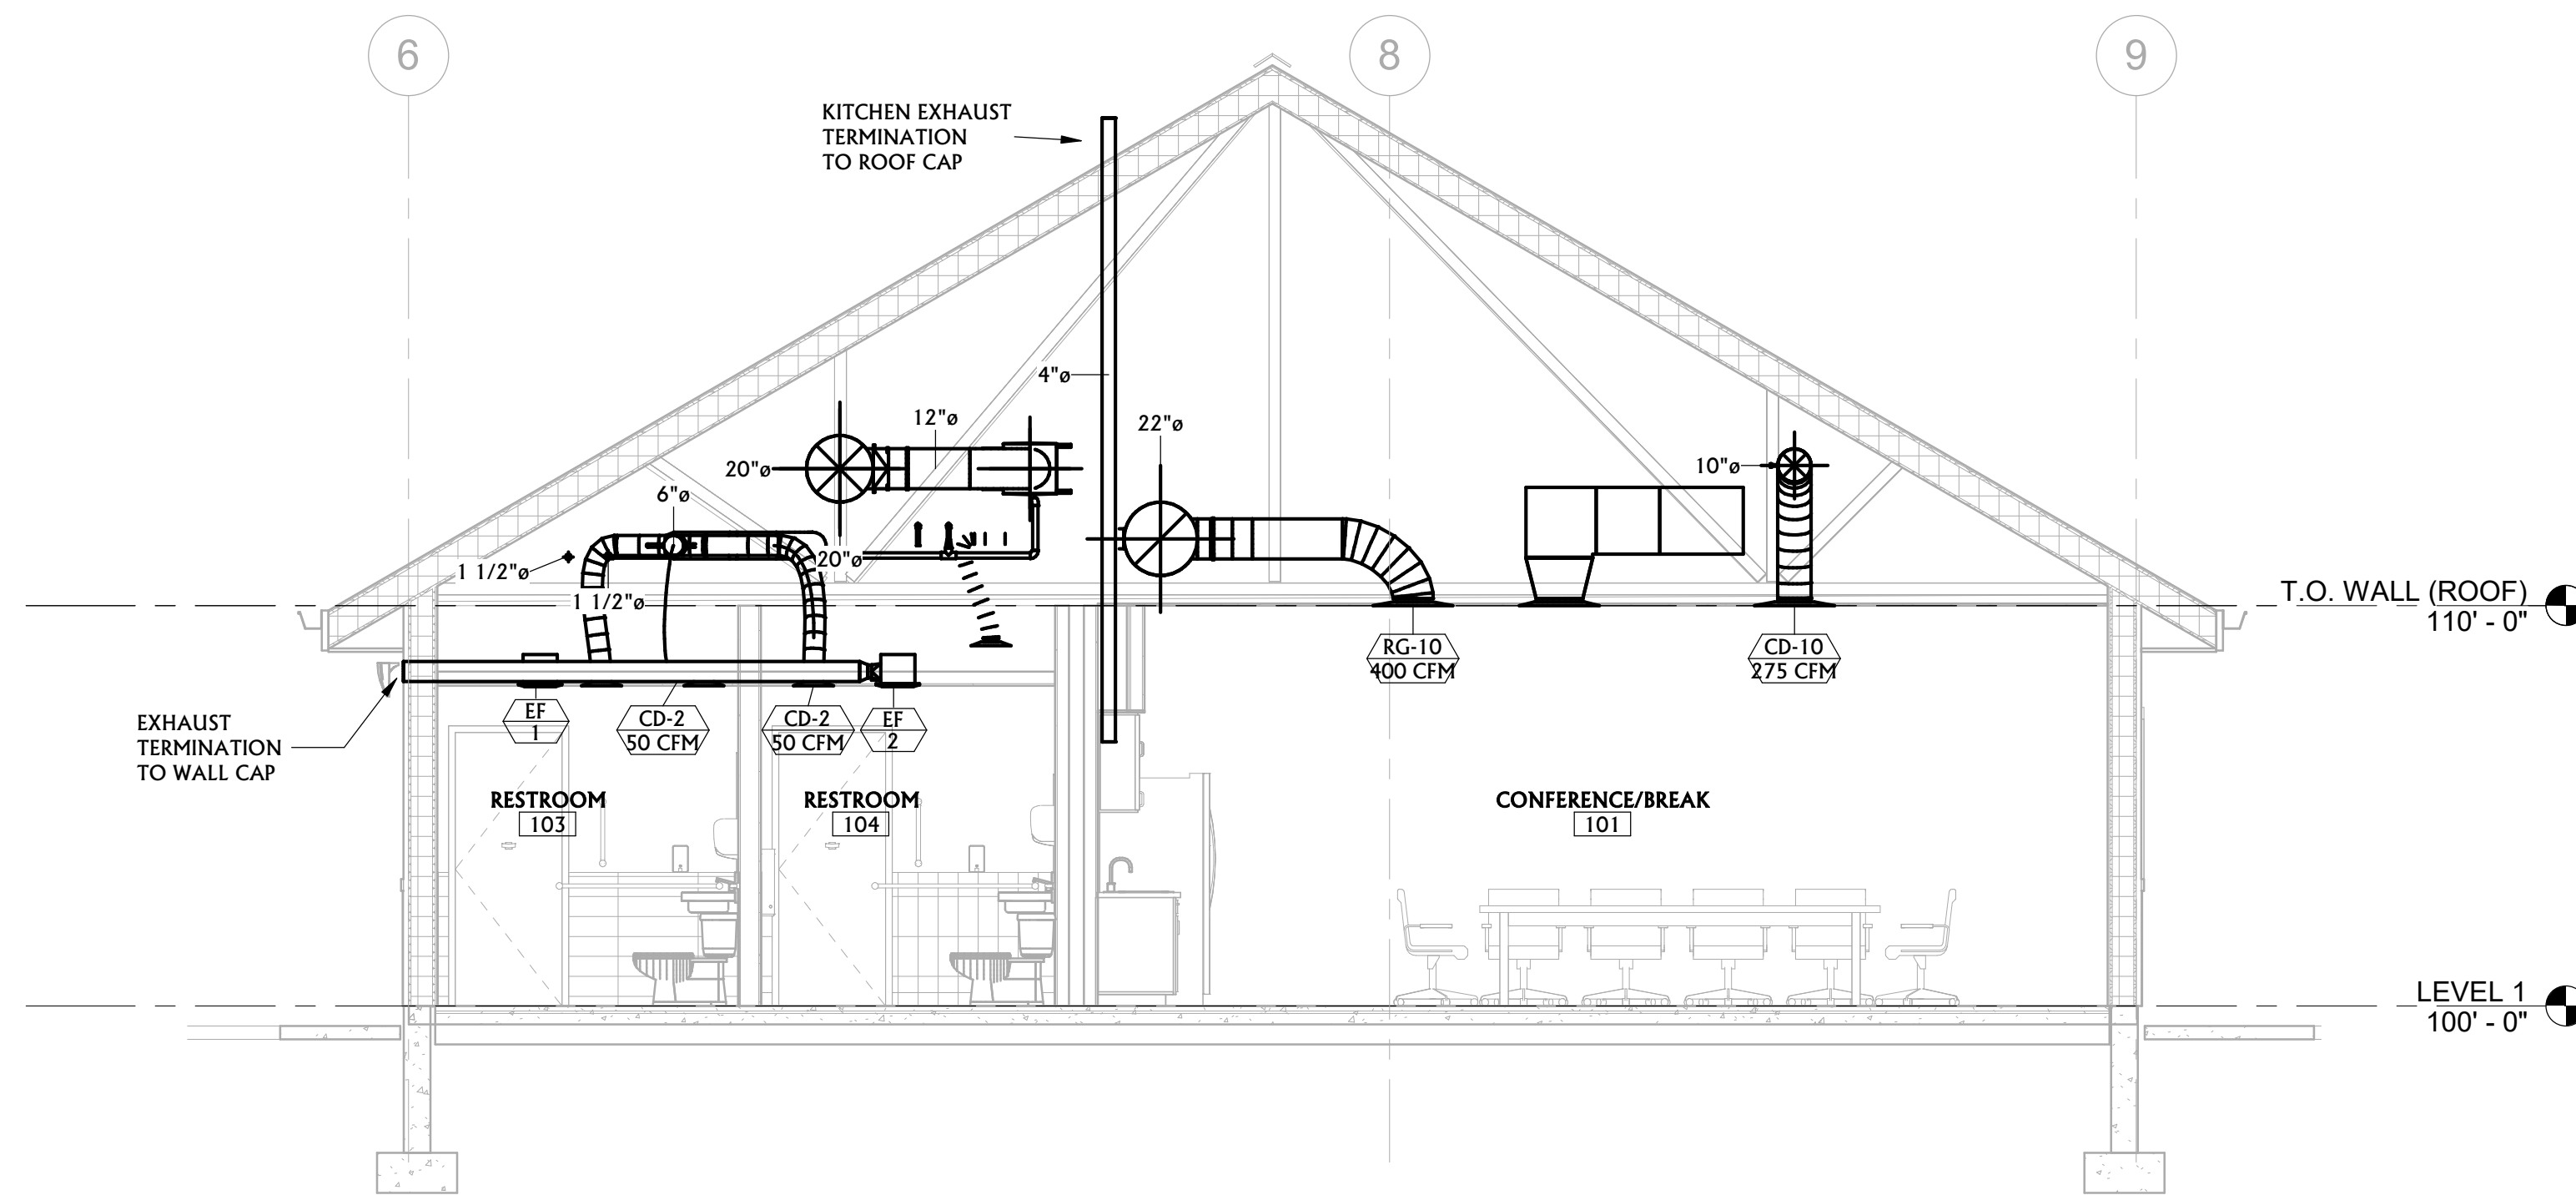 6
8
9
KITCHEN EXHAUST
TERMINATION
TO ROOF CAP
4"ø
12"ø
22"ø
20"ø
10"ø
6"ø
20"ø
1 1/2"ø
1 1/2"ø
T.O. WALL (ROOF)
110' - 0"
RG-10
400 CFM
CD-10
275 CFM
EF
1
CD-2
50 CFM
CD-2
50 CFM
EF
2
EXHAUST
TERMINATION
TO WALL CAP
RESTROOM
103
RESTROOM
104
CONFERENCE/BREAK
101
LEVEL 1
100' - 0"